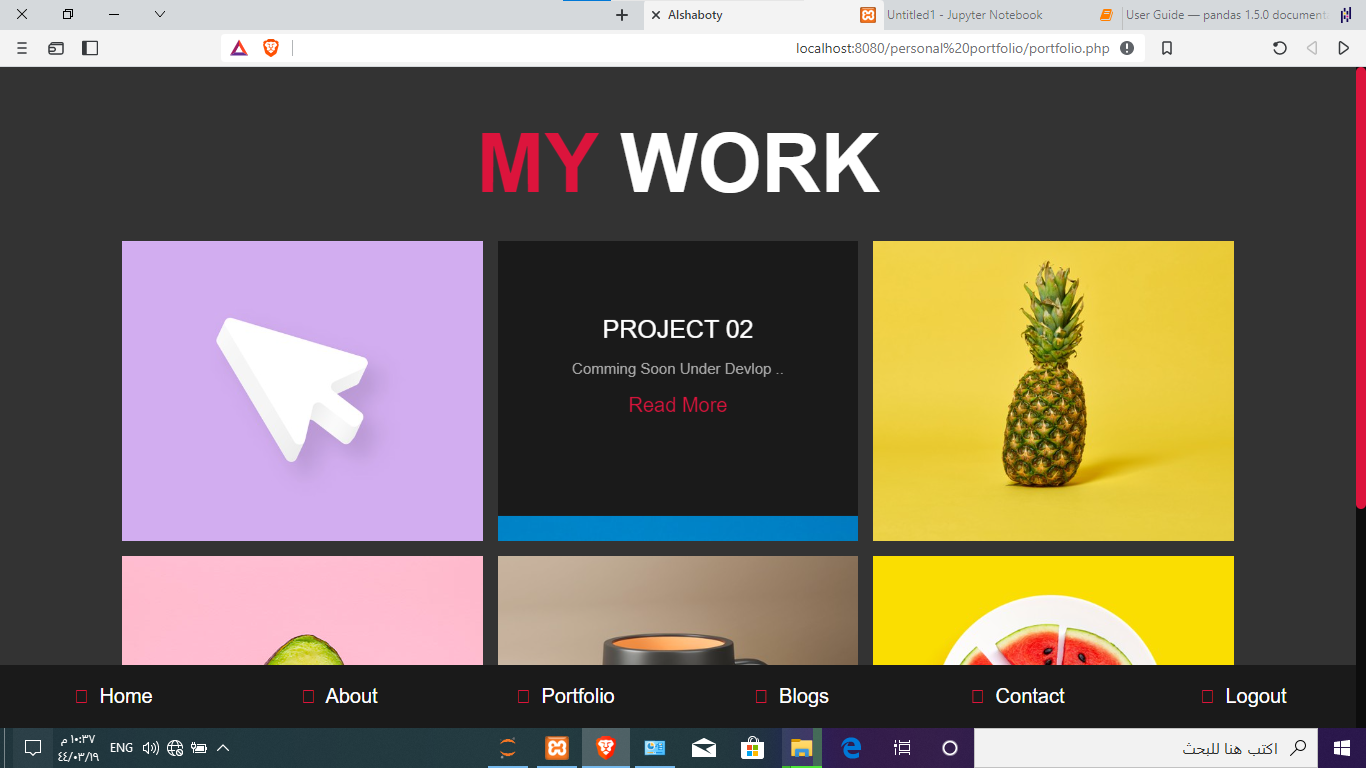 Alshaboty
Untitled1 - Jupyter Notebook
User Guide — pandas 1.5.0 document
localhost:8080/personal%20portfolio/portfolio.php
MY WORK
PROJECT 02
Comming Soon Under Devlop ..
Read More
Home
About
Portfolio
Blogs
Contact
Logout
١٠:٣٧ م
٤٤/٠٣/١٩
ENG
اكتب هنا للبحث